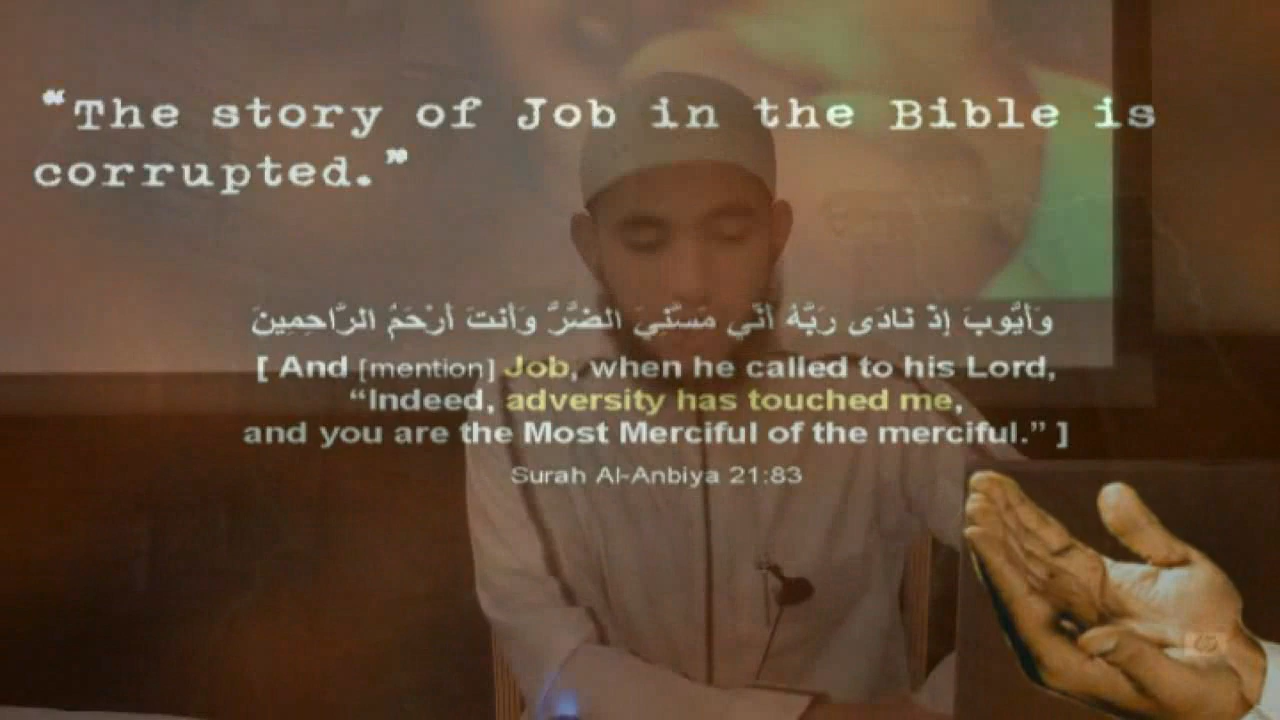 “The story of Job in the Bible is
corrupted.”
وَأَيُّوبَ إِذْ نَادَى رَبَّهُ أَنِّي مَسَّنِيَ الضُّرُّ وَأَنتَ أَرْحَمُ الرَّاحِمِينَ
[ And [mention] Job, when he called to his Lord,
“Indeed, adversity has touched me,
and you are the Most Merciful of the merciful.” ]
Surah Al-Anbiya 21:83